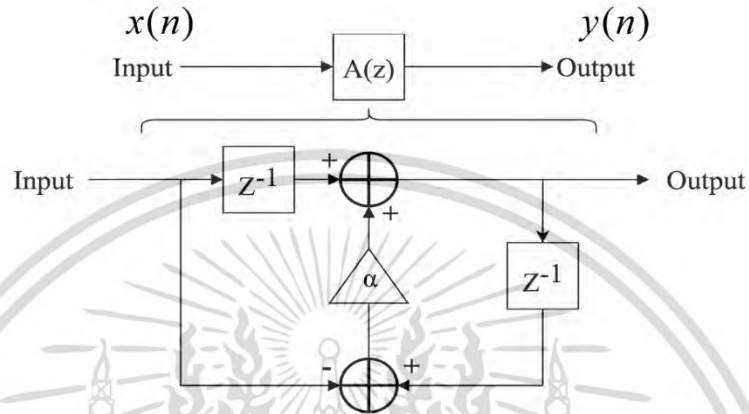 x(n) y(n)
Input A(z) Output
Input Z-1 + Output
+
α Z-1
- +